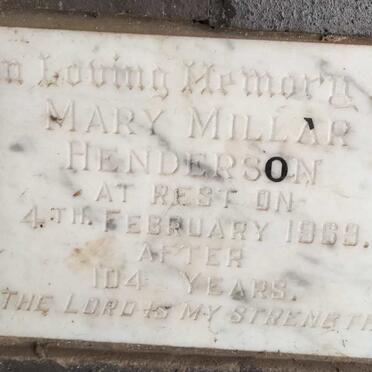 In Loving Memory
MARY MILLAR
HENDERSON
AT REST ON
4TH. FEBRUARY 1969.
AFTER
104 YEARS.
THE LORD IS MY STRENGTH